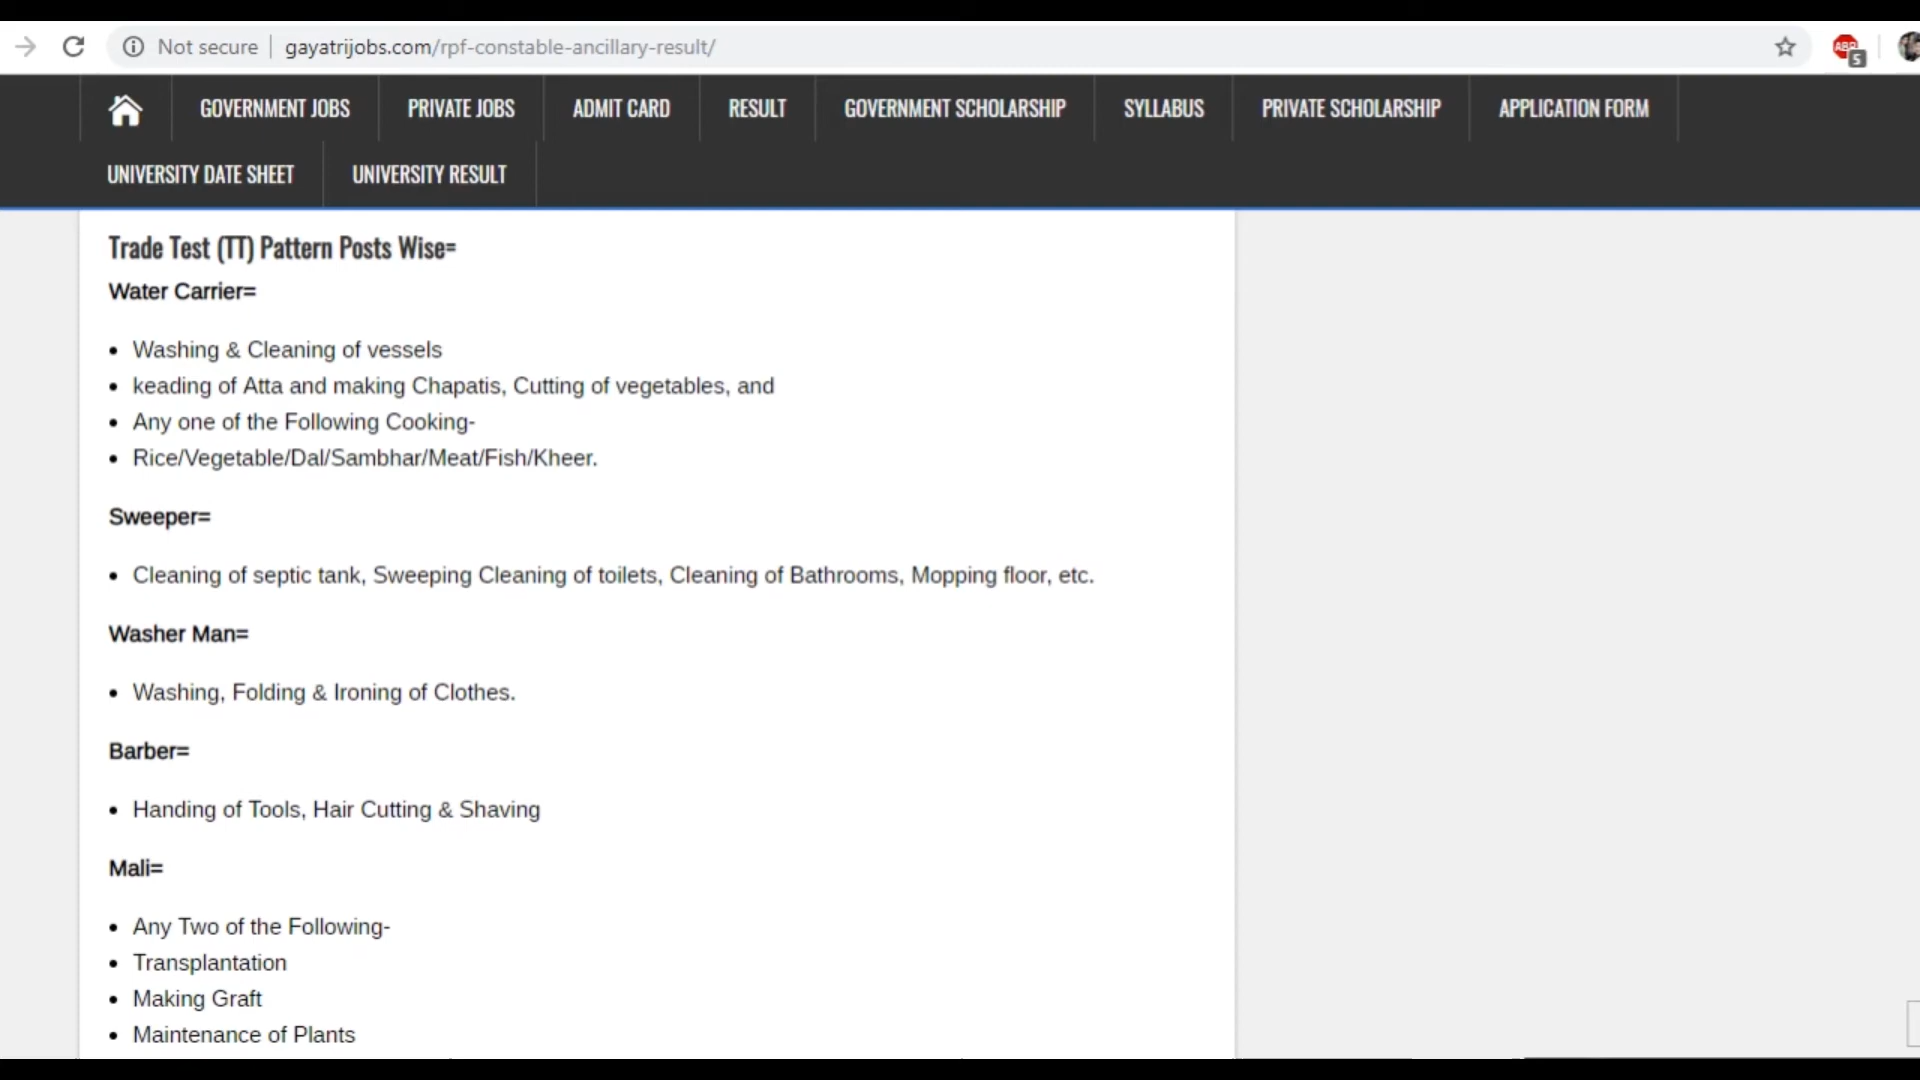 Not secure
gayatrijobs.com/rpf-constable-ancillary-result/
ABP
5
GOVERNMENT JOBS
PRIVATE JOBS
ADMIT CARD
RESULT
GOVERNMENT SCHOLARSHIP
SYLLABUS
PRIVATE SCHOLARSHIP
APPLICATION FORM
UNIVERSITY DATE SHEET
UNIVERSITY RESULT
Trade Test (TT) Pattern Posts Wise=
Water Carrier=
Washing & Cleaning of vessels
keading of Atta and making Chapatis, Cutting of vegetables, and
Any one of the Following Cooking-
Rice/Vegetable/Dal/Sambhar/Meat/Fish/Kheer.
Sweeper=
Cleaning of septic tank, Sweeping Cleaning of toilets, Cleaning of Bathrooms, Mopping floor, etc.
Washer Man=
Washing, Folding & Ironing of Clothes.
Barber=
Handing of Tools, Hair Cutting & Shaving
Mali=
Any Two of the Following-
Transplantation
Making Graft
Maintenance of Plants